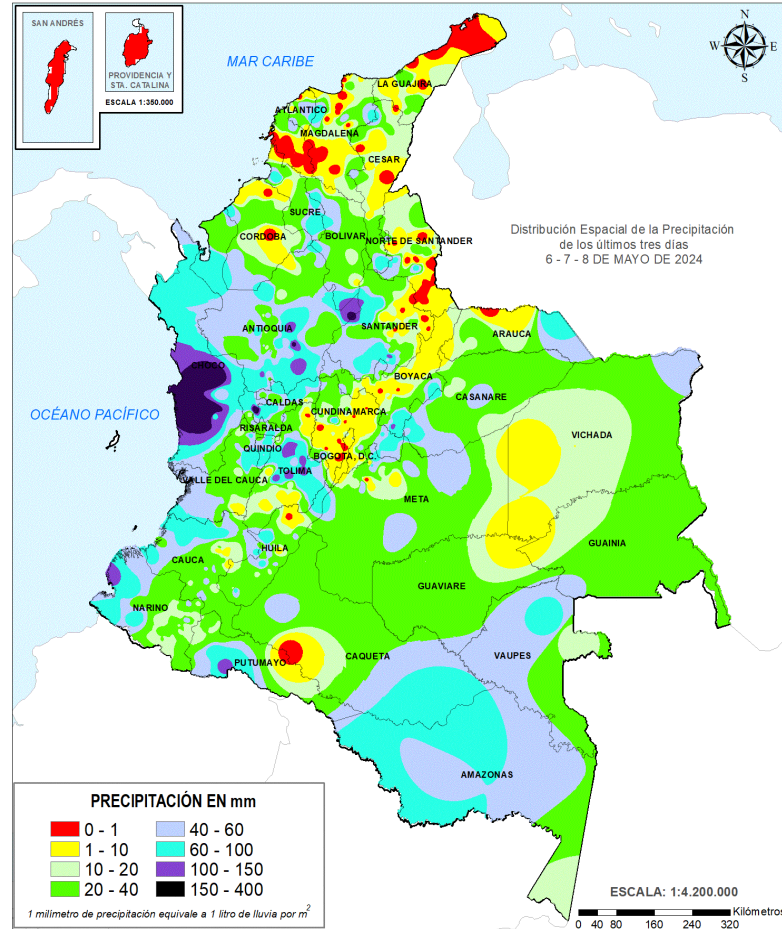 SAN ANDRÉS
PROVIDENCIA Y
STA. CATALINA
ESCALA 1:350.000
N
W
E
S
MAR CARIBE
LA GUAJIRA
ATLANTICO
MAGDALENA
CESAR
SUCRE
CORDOBA
BOLIVAR
NORTE DE SANTANDER
Distribución Espacial de la Precipitación
de los últimos tres días
6 - 7 - 8 DE MAYO DE 2024
ANTIOQUIA
SANTANDER
ARAUCA
CHOCO
BOYACA
CASANARE
CALDAS
CUNDINAMARCA
OCÉANO PACÍFICO
RISARALDA
VICHADA
QUINDIO
BOGOTA, D.C.
TOLIMA
VALLE DEL CAUCA
META
GUAINIA
HUILA
CAUCA
GUAVIARE
NARINO
PUTUMAYO
CAQUETA
VAUPES
AMAZONAS
PRECIPITACIÓN EN mm
0 - 1
40 - 60
1 - 10
60 - 100
10 - 20
100 - 150
20 - 40
150 - 400
1 milímetro de precipitación equivale a 1 litro de lluvia por m²
ESCALA: 1:4.200.000
Kilómetros
0 40 80 160 240 320